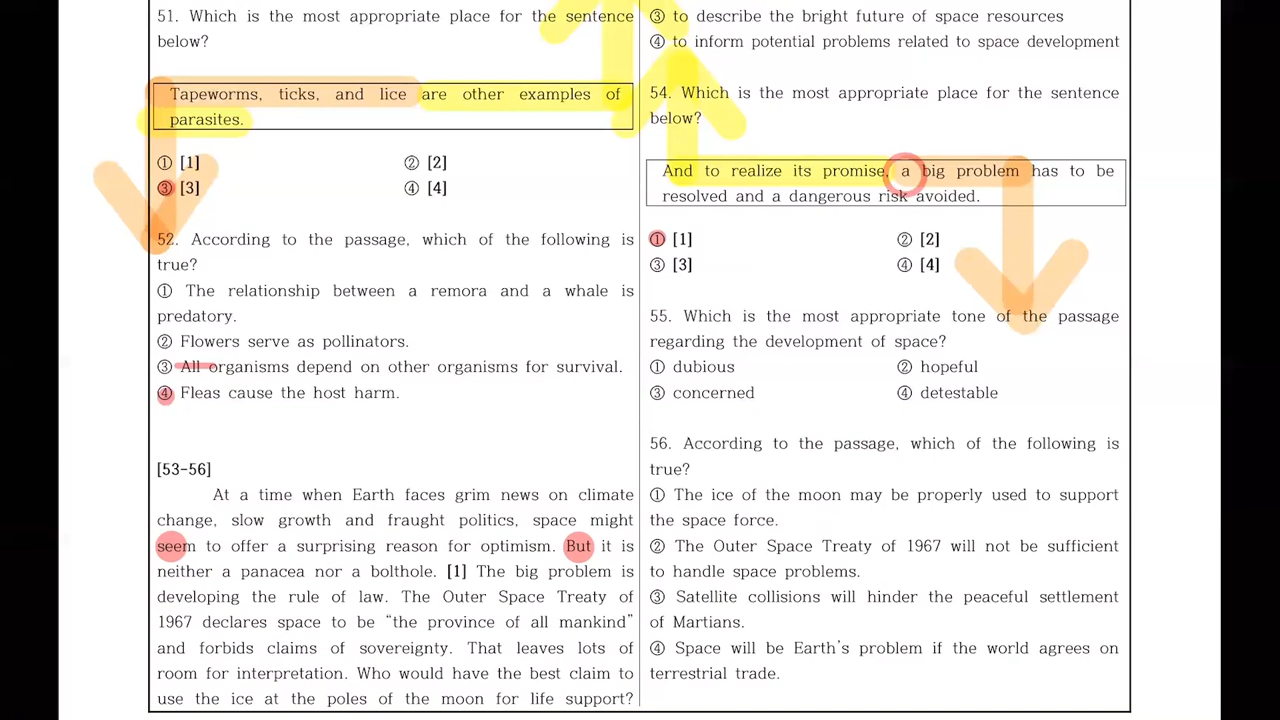 51. Which is the most appropriate place for the sentence
below?
Tapeworms, ticks, and lice are other examples of
parasites.
① [1] ② [2]
③ [3] ④ [4]
52. According to the passage, which of the following is
true?
① The relationship between a remora and a whale is
predatory.
② Flowers serve as pollinators.
③ All organisms depend on other organisms for survival.
④ Fleas cause the host harm.
[53-56]
At a time when Earth faces grim news on climate
change, slow growth and fraught politics, space might
seem to offer a surprising reason for optimism. But it is
neither a panacea nor a bolthole. [1] The big problem is
developing the rule of law. The Outer Space Treaty of
1967 declares space to be “the province of all mankind”
and forbids claims of sovereignty. That leaves lots of
room for interpretation. Who would have the best claim to
use the ice at the poles of the moon for life support?
③ to describe the bright future of space resources
④ to inform potential problems related to space development
54. Which is the most appropriate place for the sentence
below?
And to realize its promise, a big problem has to be
resolved and a dangerous risk avoided.
① [1] ② [2]
③ [3] ④ [4]
55. Which is the most appropriate tone of the passage
regarding the development of space?
① dubious ② hopeful
③ concerned ④ detestable
56. According to the passage, which of the following is
true?
① The ice of the moon may be properly used to support
the space force.
② The Outer Space Treaty of 1967 will not be sufficient
to handle space problems.
③ Satellite collisions will hinder the peaceful settlement
of Martians.
④ Space will be Earth's problem if the world agrees on
terrestrial trade.